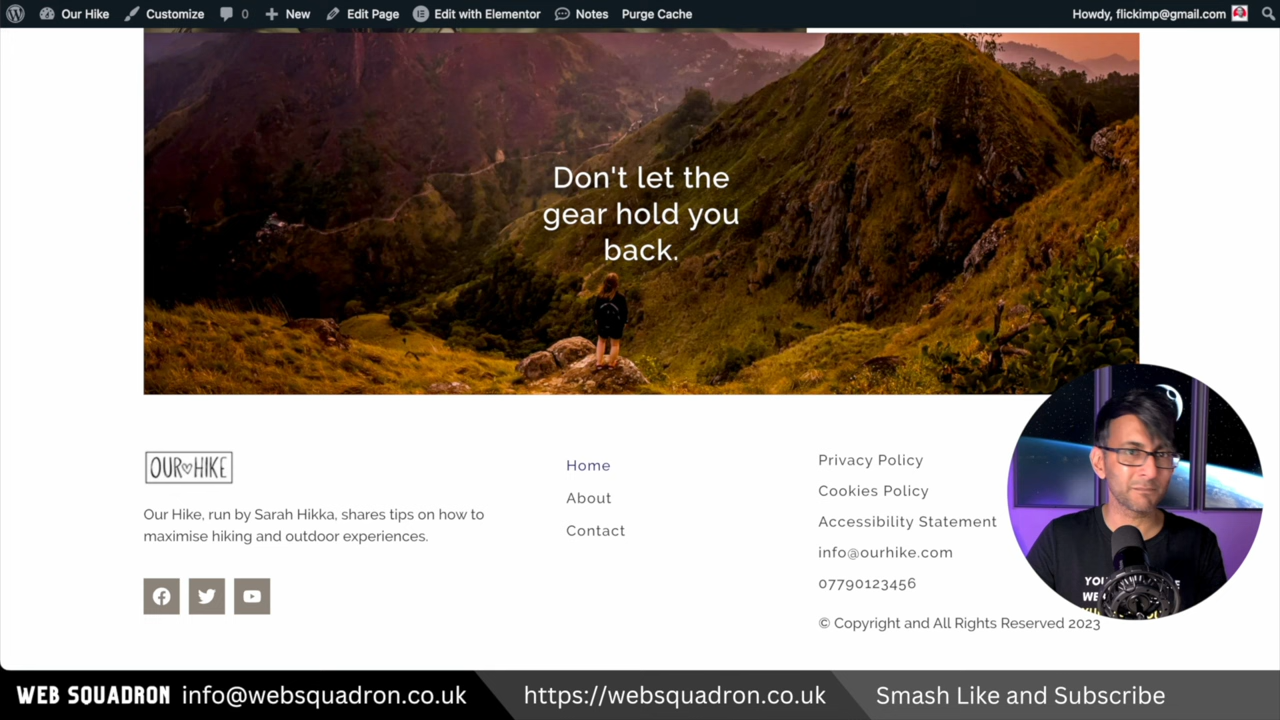 Our Hike Customize 0 New Edit Page Edit with Elementor Notes Purge Cache Howdy, flickimp@gmail.com
Don't let the
gear hold you
back.
OUR HIKE
Our Hike, run by Sarah Hikka, shares tips on how to
maximise hiking and outdoor experiences.
Home
About
Contact
Privacy Policy
Cookies Policy
Accessibility Statement
info@ourhike.com
07790123456
© Copyright and All Rights Reserved 2023
WEB SQUADRON info@websquadron.co.uk https://websquadron.co.uk Smash Like and Subscribe